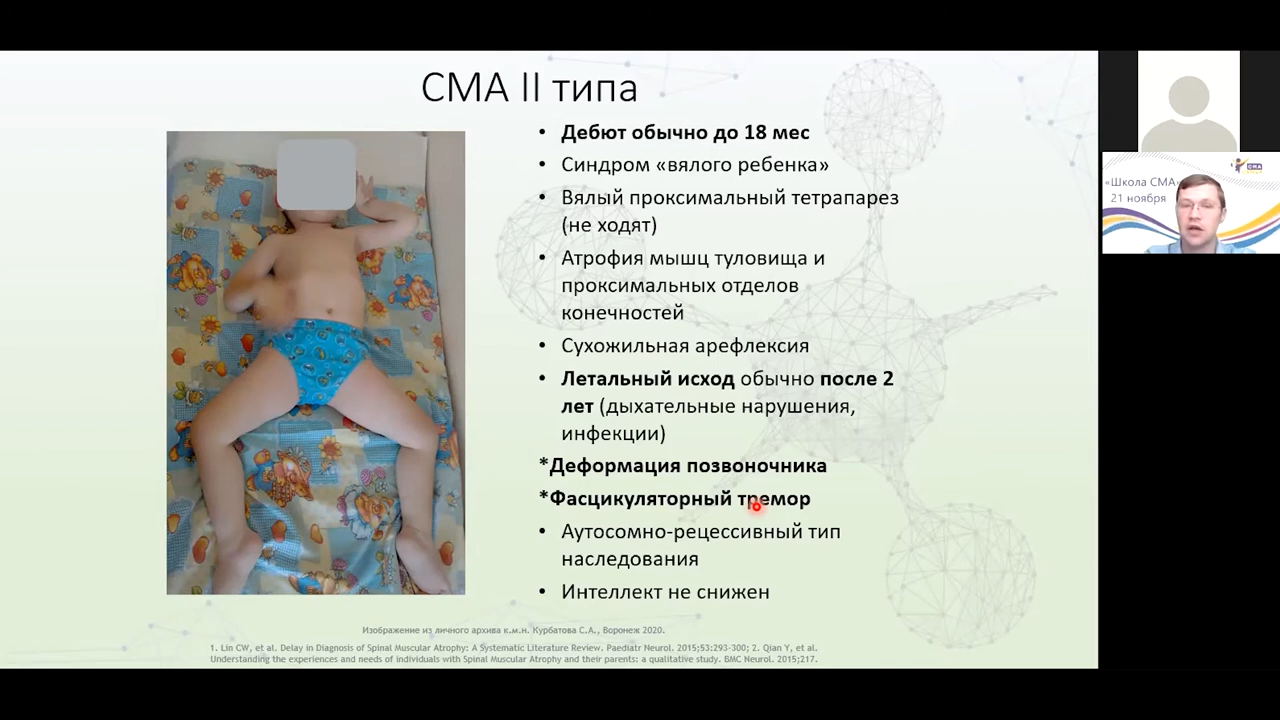 СМА II типа
• Дебют обычно до 18 мес
• Синдром «вялого ребенка»
• Вялый проксимальный тетрапарез
(не ходят)
• Атрофия мышц туловища и
проксимальных отделов
конечностей
• Сухожильная арефлексия
• Летальный исход обычно после 2
лет (дыхательные нарушения,
инфекции)
*Деформация позвоночника
*Фасцикуляторный тремор
• Аутосомно-рецессивный тип
наследования
• Интеллект не снижен
Изображение из личного архива к.м.н. Курбатова С.А., Воронеж 2020.
1. Lin CW, et al. Delay in Diagnosis of Spinal Muscular Atrophy: A Systematic Literature Review. Paediatr Neurol. 2015;53:293-300; 2. Qian Y, et al.
Understanding the experiences and needs of individuals with Spinal Muscular Atrophy and their parents: a qualitative study. BMC Neurol. 2015;217.
«Школа СМА»
21 ноября
СМА